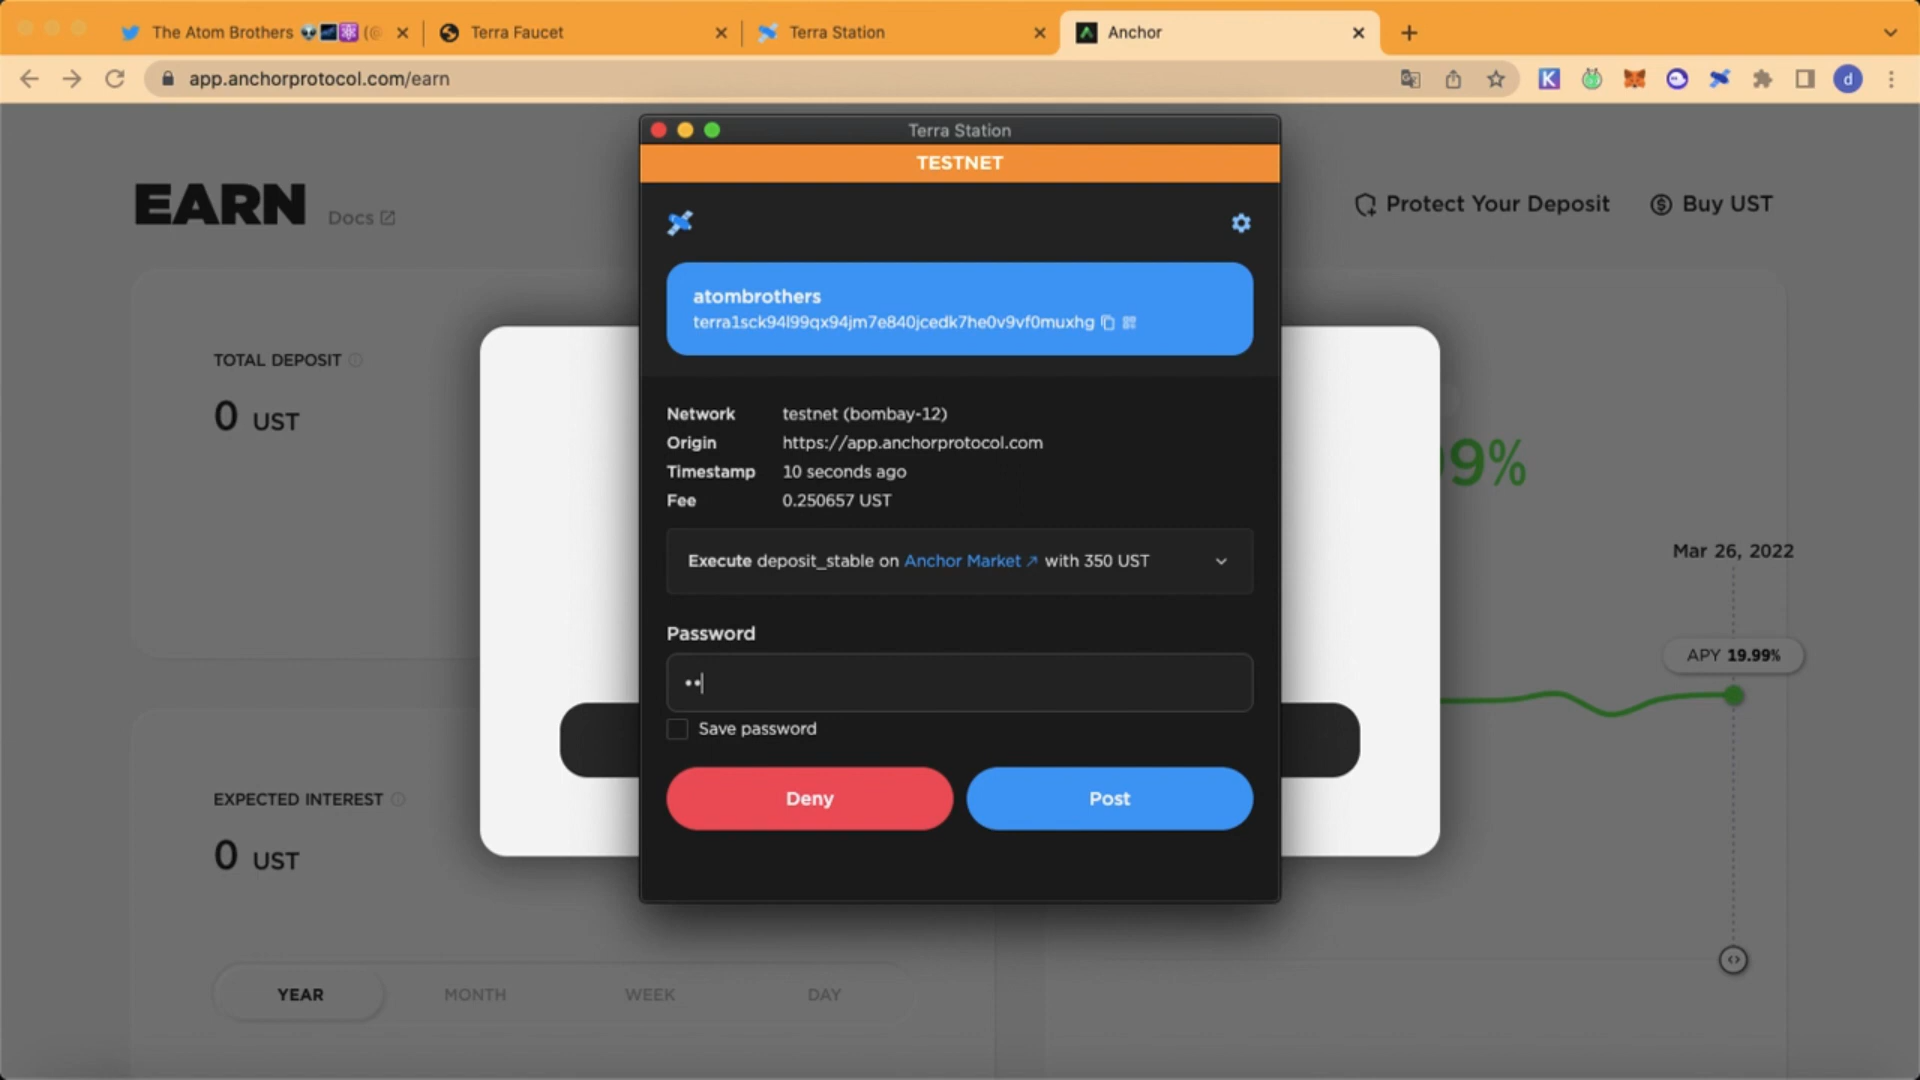 The Atom Brothers 👽🌌⚛️ (@
Terra Faucet
Terra Station
Anchor
app.anchorprotocol.com/earn
K
d
Terra Station
TESTNET
EARN
Docs
Protect Your Deposit
Buy UST
atombrothers
terra1sck94l99qx94jm7e840jcedk7he0v9vf0muxhg
TOTAL DEPOSIT
0 UST
Network testnet (bombay-12)
Origin https://app.anchorprotocol.com
Timestamp 10 seconds ago
Fee 0.250657 UST
9%
Execute deposit_stable on Anchor Market ↗ with 350 UST
Mar 26, 2022
Password
••
APY 19.99%
Save password
Deny
Post
EXPECTED INTEREST
0 UST
YEAR
MONTH
WEEK
DAY